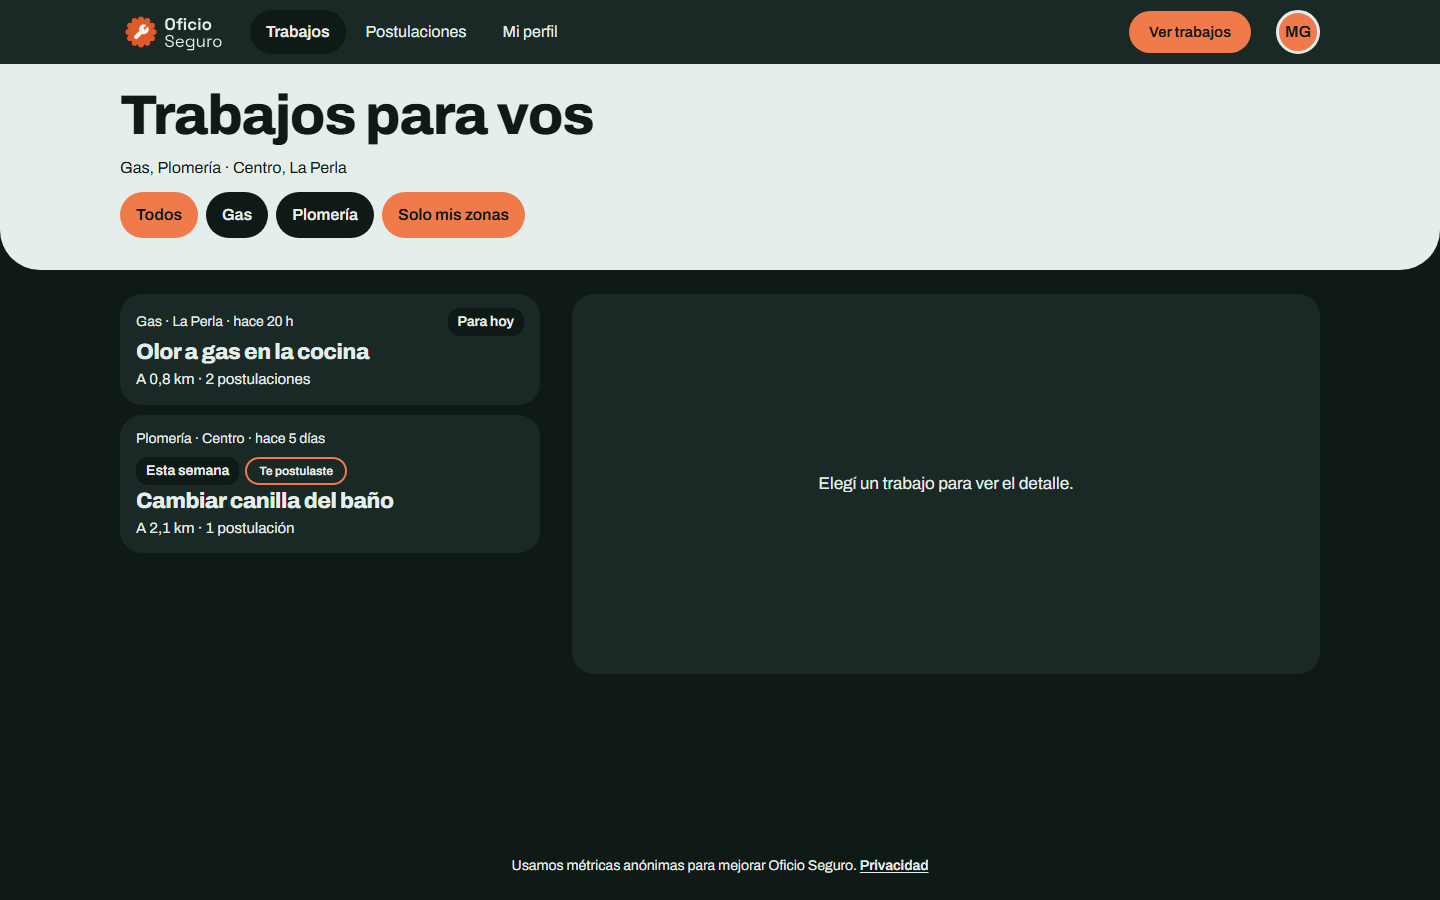 Oficio
Seguro
Trabajos
Postulaciones
Mi perfil
Ver trabajos
MG
Trabajos para vos
Gas, Plomería · Centro, La Perla
Todos
Gas
Plomería
Solo mis zonas
Gas · La Perla · hace 20 h
Para hoy
Olor a gas en la cocina
A 0,8 km · 2 postulaciones
Plomería · Centro · hace 5 días
Esta semana
Te postulaste
Cambiar canilla del baño
A 2,1 km · 1 postulación
Elegí un trabajo para ver el detalle.
Usamos métricas anónimas para mejorar Oficio Seguro. Privacidad